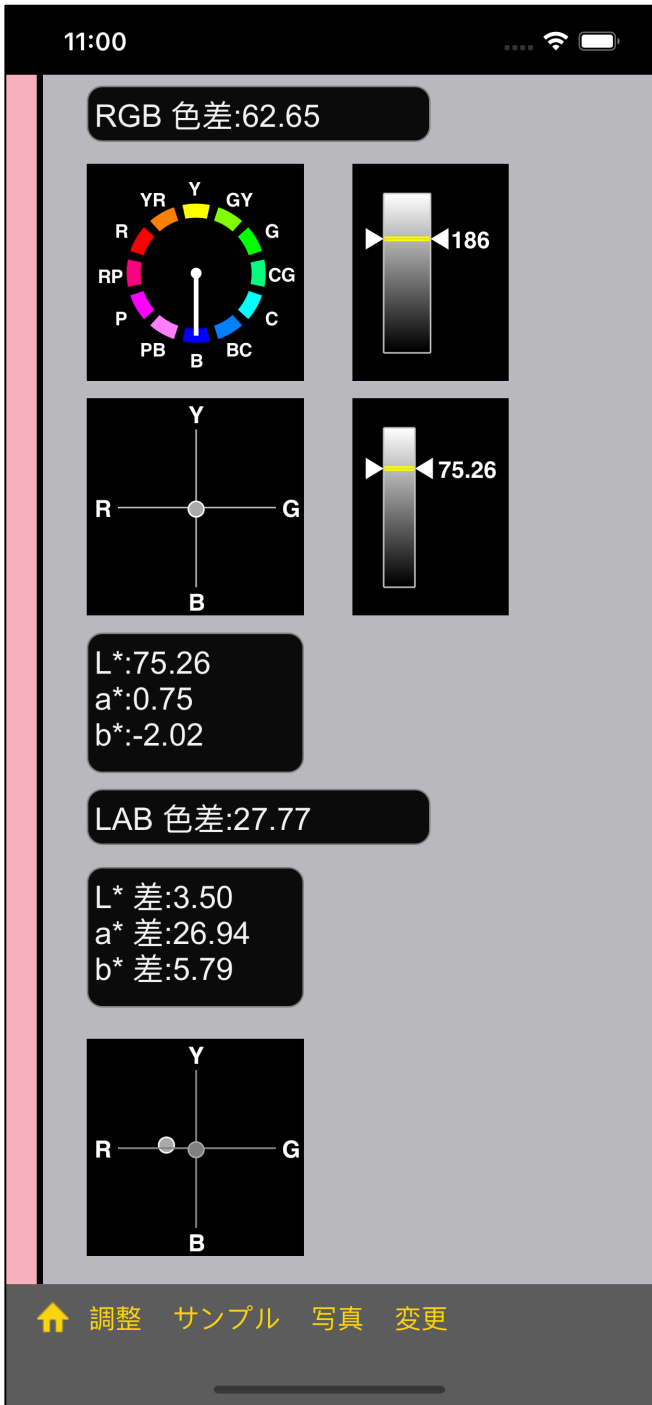 11:00
RGB 色差:62.65
Y
YR GY
R G
RP CG
P C
PB BC
B
186
Y
R G
B
75.26
L*:75.26
a*:0.75
b*:-2.02
LAB 色差:27.77
L* 差:3.50
a* 差:26.94
b* 差:5.79
Y
R G
B
調整 サンプル 写真 変更